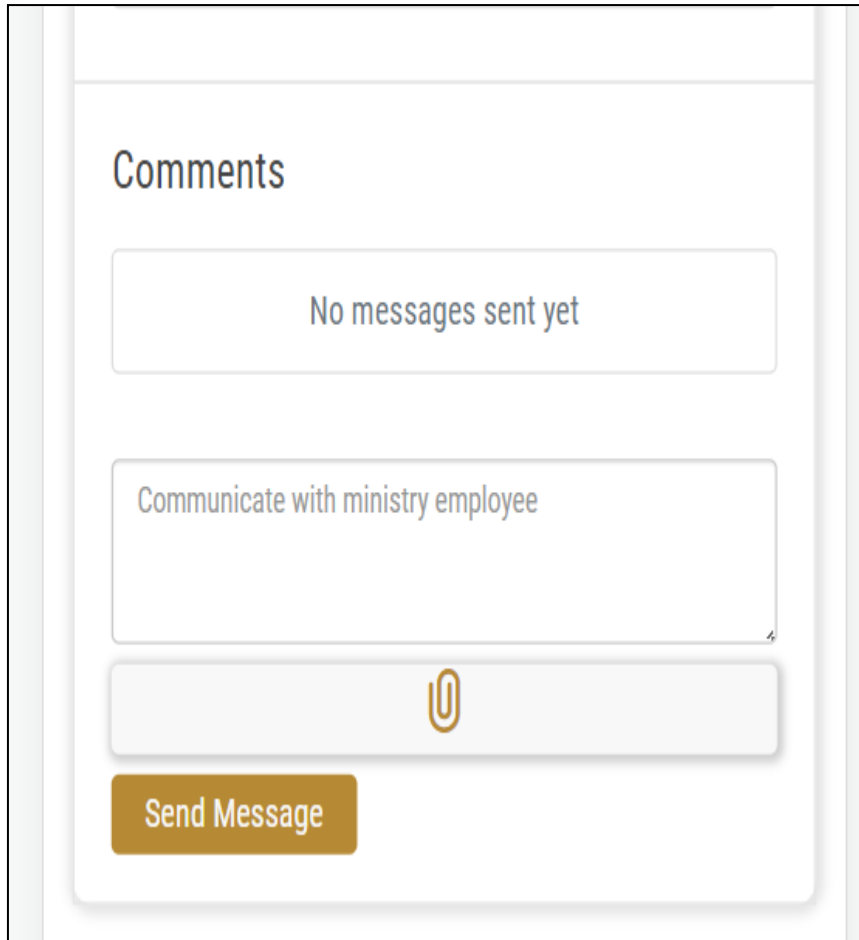 Comments
No messages sent yet
Communicate with ministry employee
Send Message